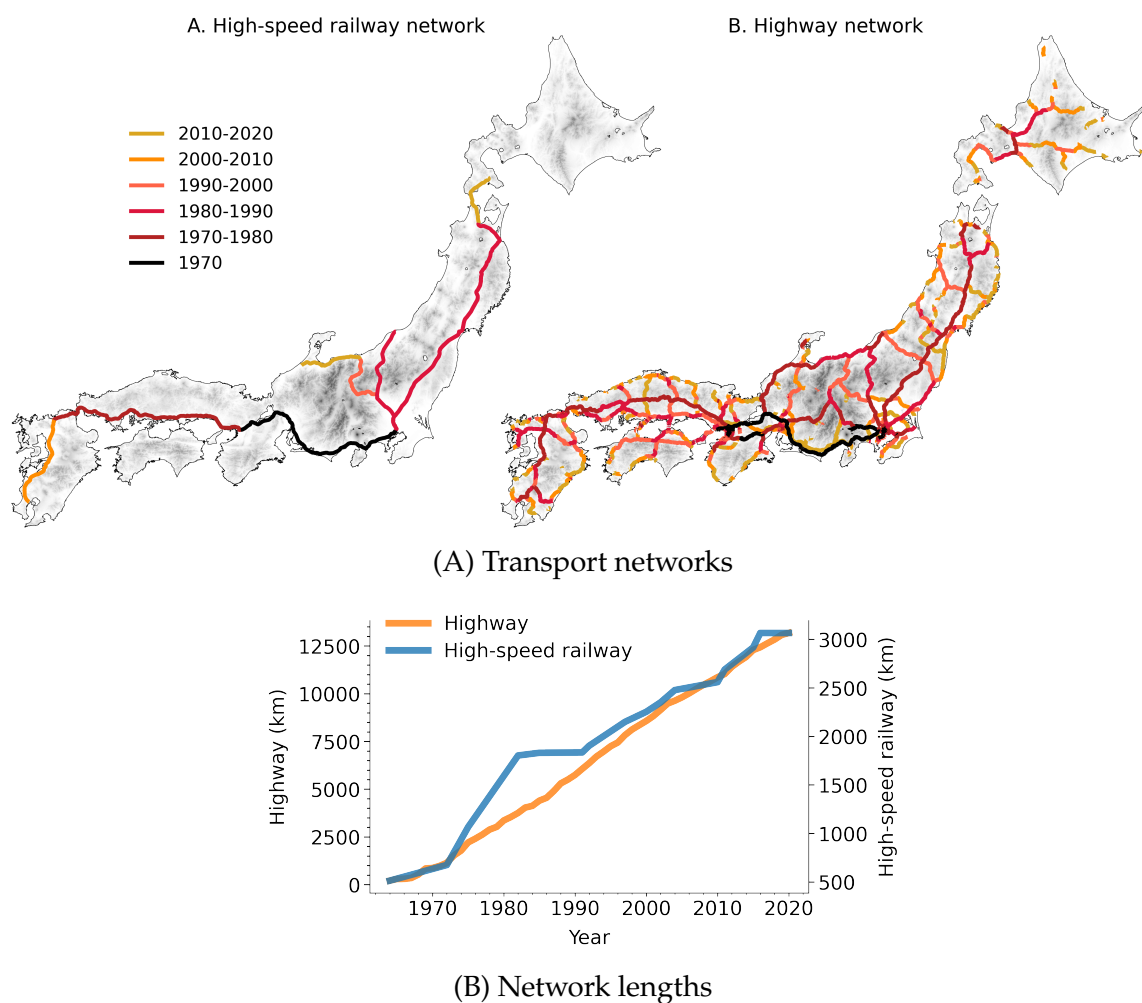 A. High-speed railway network
B. Highway network
2010-2020
2000-2010
1990-2000
1980-1990
1970-1980
1970
(A) Transport networks
Highway
High-speed railway
12500
10000
7500
5000
2500
0
Highway (km)
3000
2500
2000
1500
1000
500
High-speed railway (km)
1970
1980
1990
2000
2010
2020
Year
(B) Network lengths